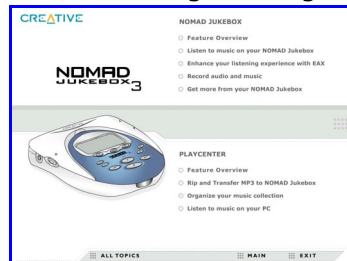 CREATIVE
NOMAD JUKEBOX
Feature Overview
Listen to music on your NOMAD Jukebox
Enhance your listening experience with EAX
Record audio and music
Get more from your NOMAD Jukebox
NOMAD
JUKEBOX 3
PLAYCENTER
Feature Overview
Rip and Transfer MP3 to NOMAD Jukebox
Organize your music collection
Listen to music on your PC
ALL TOPICS
MAIN
EXIT